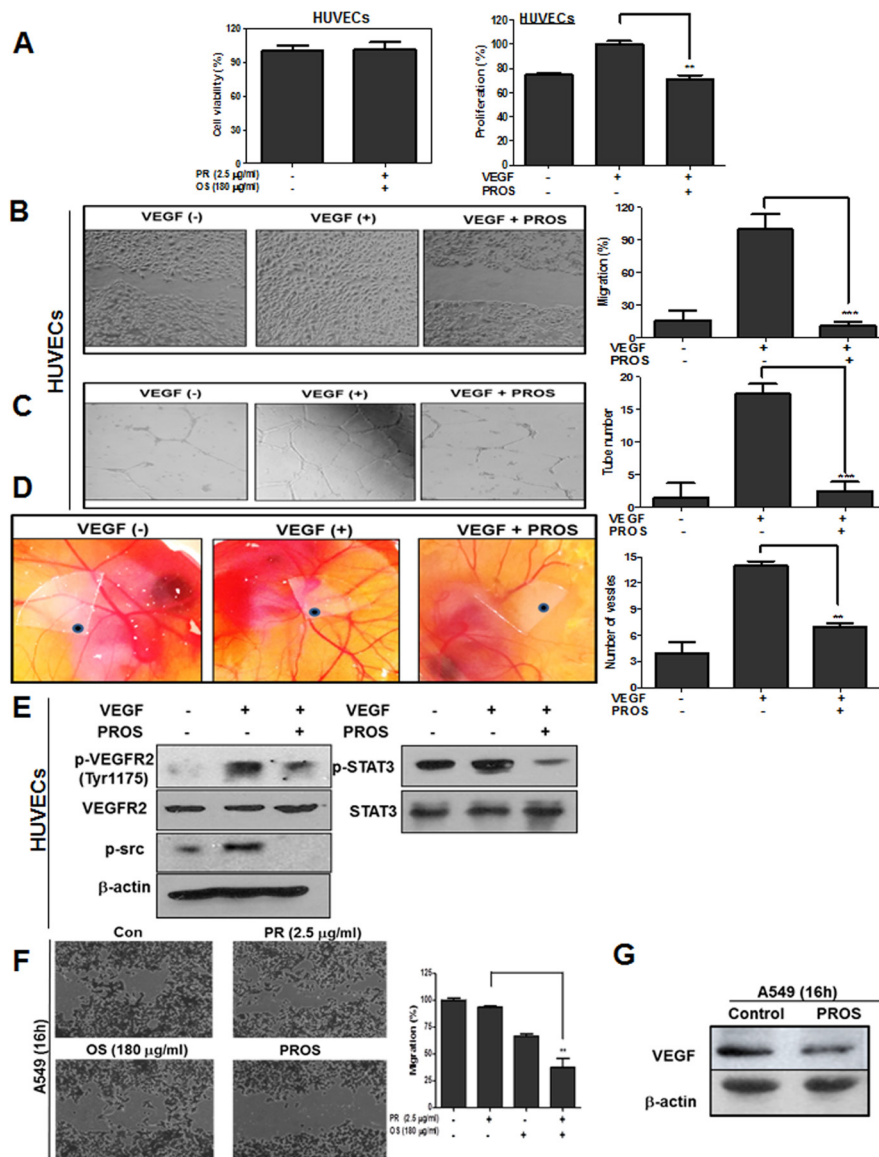 A
HUVECs
Cell viability (%)
120
90
60
30
0
PR (2.5 µg/ml) - +
OS (180 µg/ml) - +
HUVECs
Proliferation (%)
120
100
80
60
40
20
0
**
VEGF - + +
PROS - - +
HUVECs
B
VEGF (-) VEGF (+) VEGF + PROS
Migration (%)
120
90
60
30
0
***
VEGF - + +
PROS - - +
C
VEGF (-) VEGF (+) VEGF + PROS
Tube number
20
15
10
5
0
***
VEGF - + +
PROS - - +
D
VEGF (-) VEGF (+) VEGF + PROS
Number of vessles
15
12
9
6
3
0
**
VEGF - + +
PROS - - +
E
HUVECs
VEGF - + +
PROS - - +
p-VEGFR2
(Tyr1175)
VEGFR2
p-src
β-actin
VEGF - + +
PROS - - +
p-STAT3
STAT3
F
A549 (16h)
Con PR (2.5 µg/ml)
OS (180 µg/ml) PROS
Migration (%)
125
100
75
50
25
0
**
PR (2.5 µg/ml) - + - +
OS (180 µg/ml) - - + +
G
A549 (16h)
Control PROS
VEGF
β-actin